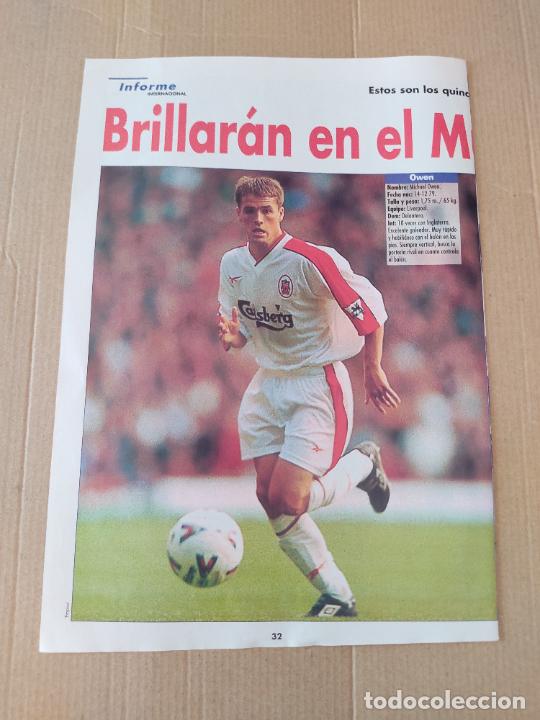 Informe
INTERNACIONAL
Estos son los quinc
Brillarán en el M
Owen
Nombre: Michael Owen.
Fecha nac: 14-12-79.
Talla y peso: 1,75 m./ 65 kg.
Equipo: Liverpool.
Dem: Delantero.
Int: 18 veces con Inglaterra.
Excelente goleador. Muy rápido
y habilidoso con el balón en los
pies. Siempre vertical, busca la
portería rival en cuanto controla
el balón.
Carlsberg
32
todocoleccion
todocoleccion.net